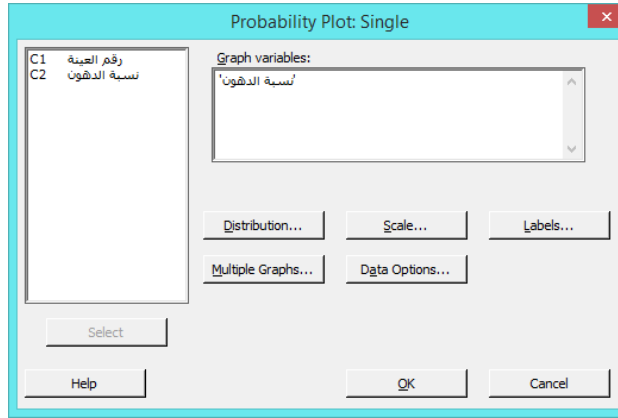 Probability Plot: Single
C1 رقم العينة
C2 نسبة الدهون
Graph variables:
'نسبة الدهون'
Distribution...
Scale...
Labels...
Multiple Graphs...
Data Options...
Select
Help
OK
Cancel